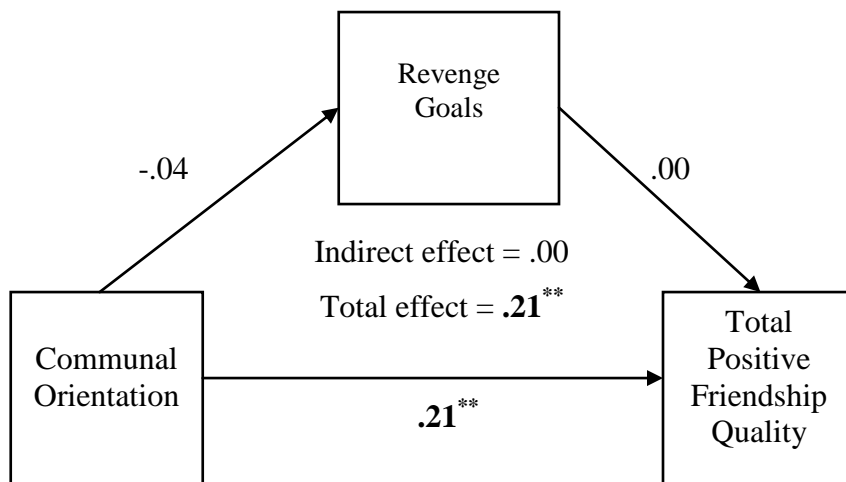 Revenge
Goals
-.04
.00
Indirect effect = .00
Total effect = .21**
Communal
Orientation
.21**
Total
Positive
Friendship
Quality